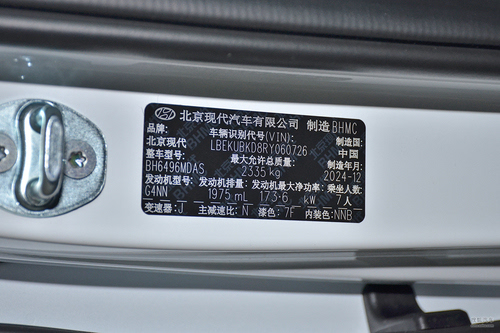 北京现代汽车有限公司 制造 BHMC
品牌: 车辆识别代号(VIN): 制造国:
北京现代 LBEKUBKD8RY060726 中国
整车型号: 最大允许总质量: 制造年月:
BH6496MDAS 2335 kg 2024-12
发动机型号: 发动机排量: 发动机最大净功率: 乘坐人数
G4NN 1975 mL 173.6 kW 7人
变速器: J 主减速比: N 漆色: 7F 内装色: NNB